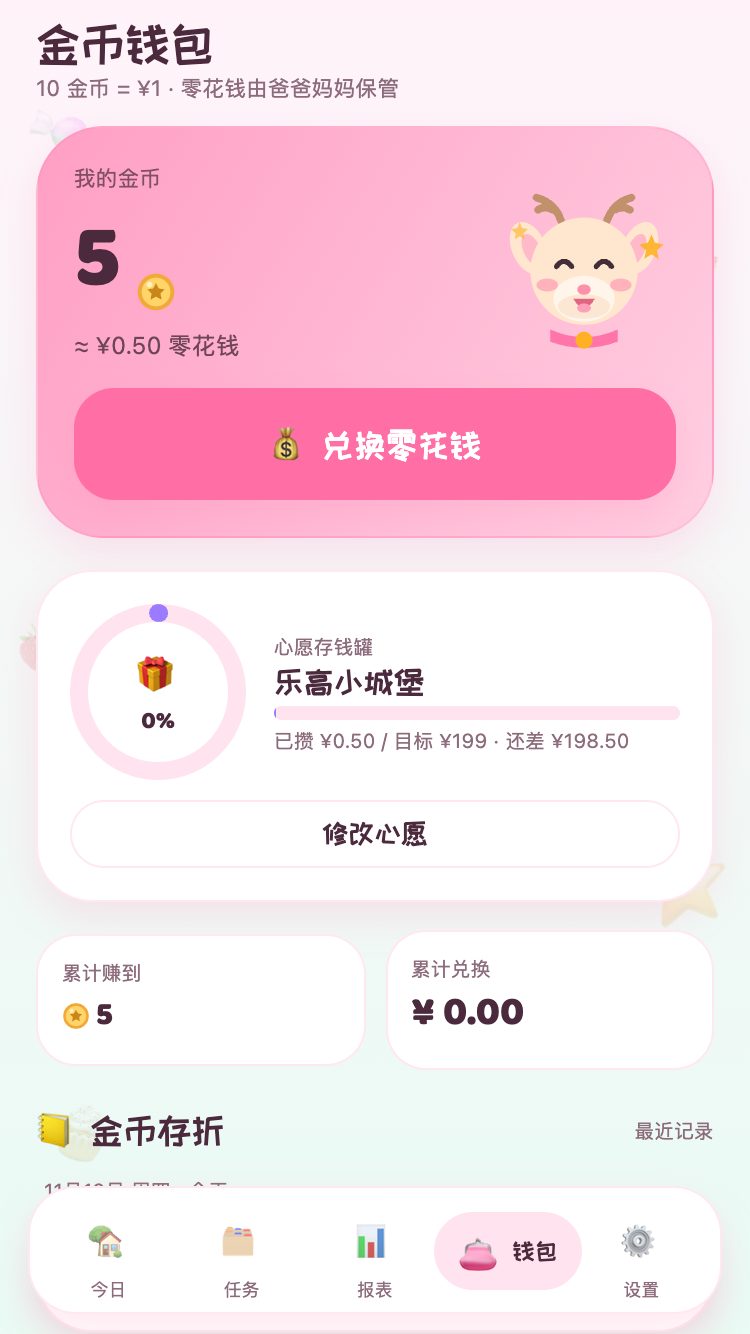 金币钱包
10 金币 = ¥1 · 零花钱由爸爸妈妈保管
我的金币
5
≈ ¥0.50 零花钱
兑换零花钱
心愿存钱罐
乐高小城堡
0%
已攒 ¥0.50 / 目标 ¥199 · 还差 ¥198.50
修改心愿
累计赚到
5
累计兑换
¥ 0.00
金币存折
最近记录
今日
任务
报表
钱包
设置